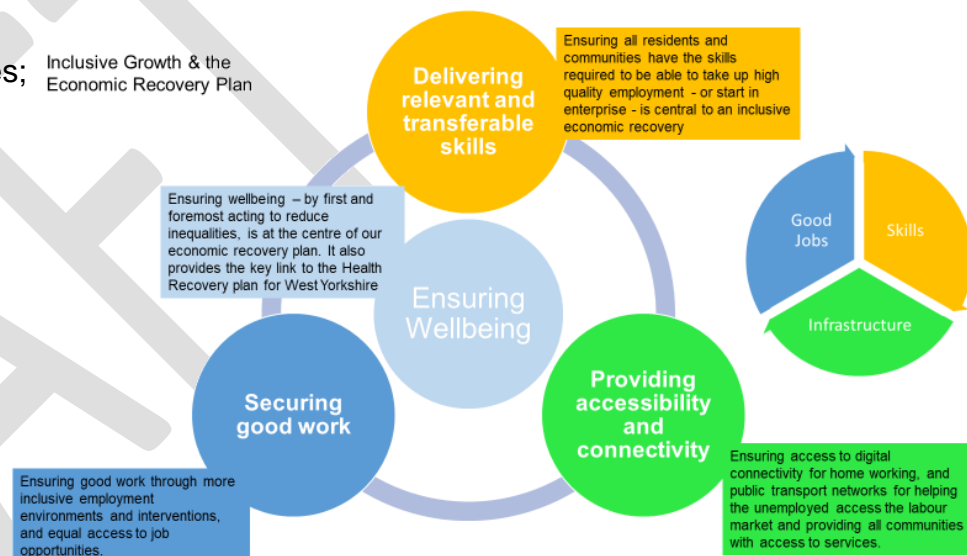 es;
Inclusive Growth & the
Economic Recovery Plan
Delivering
relevant and
transferable
skills
Ensuring all residents and
communities have the skills
required to be able to take up high
quality employment - or start in
enterprise - is central to an inclusive
economic recovery
Ensuring wellbeing – by first and
foremost acting to reduce
inequalities, is at the centre of our
economic recovery plan. It also
provides the key link to the Health
Recovery plan for West Yorkshire
Ensuring
Wellbeing
Good
Jobs
Skills
Infrastructure
Securing
good work
Providing
accessibility
and
connectivity
Ensuring good work through more
inclusive employment
environments and interventions,
and equal access to job
opportunities.
Ensuring access to digital
connectivity for home working, and
public transport networks for helping
the unemployed access the labour
market and providing all communities
with access to services.